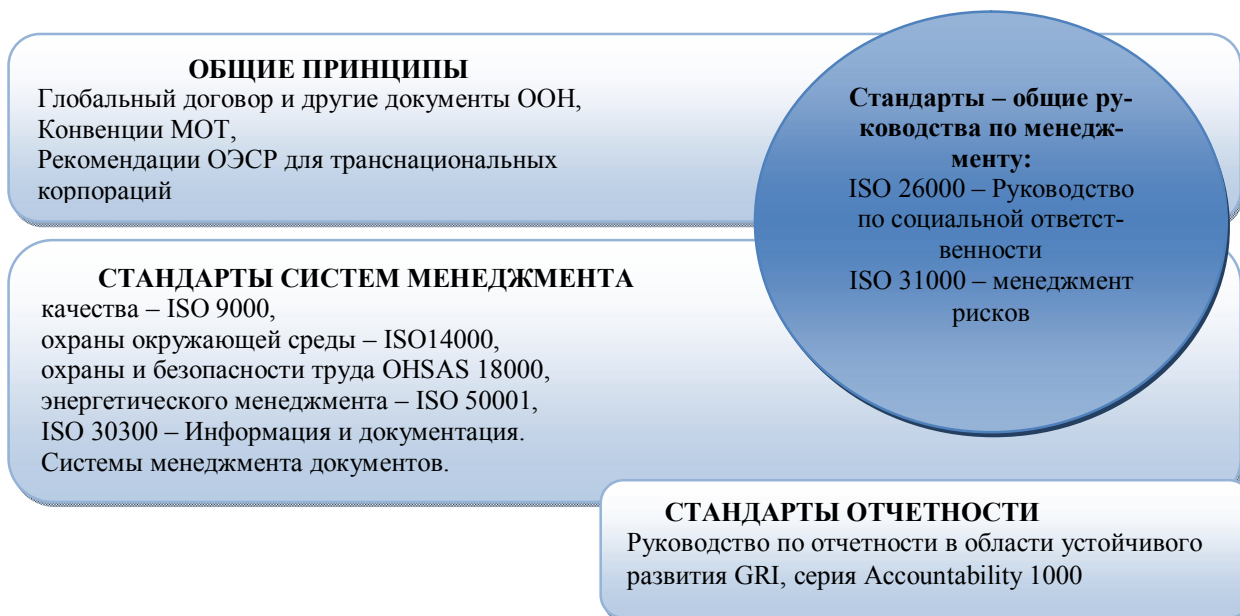 ОБЩИЕ ПРИНЦИПЫ
Глобальный договор и другие документы ООН,
Конвенции МОТ,
Рекомендации ОЭСР для транснациональных
корпораций
Стандарты – общие ру-
ководства по менедж-
менту:
ISO 26000 – Руководство
по социальной ответст-
венности
ISO 31000 – менеджмент
рисков
СТАНДАРТЫ СИСТЕМ МЕНЕДЖМЕНТА
качества – ISO 9000,
охраны окружающей среды – ISO14000,
охраны и безопасности труда OHSAS 18000,
энергетического менеджмента – ISO 50001,
ISO 30300 – Информация и документация.
Системы менеджмента документов.
СТАНДАРТЫ ОТЧЕТНОСТИ
Руководство по отчетности в области устойчивого
развития GRI, серия Accountability 1000